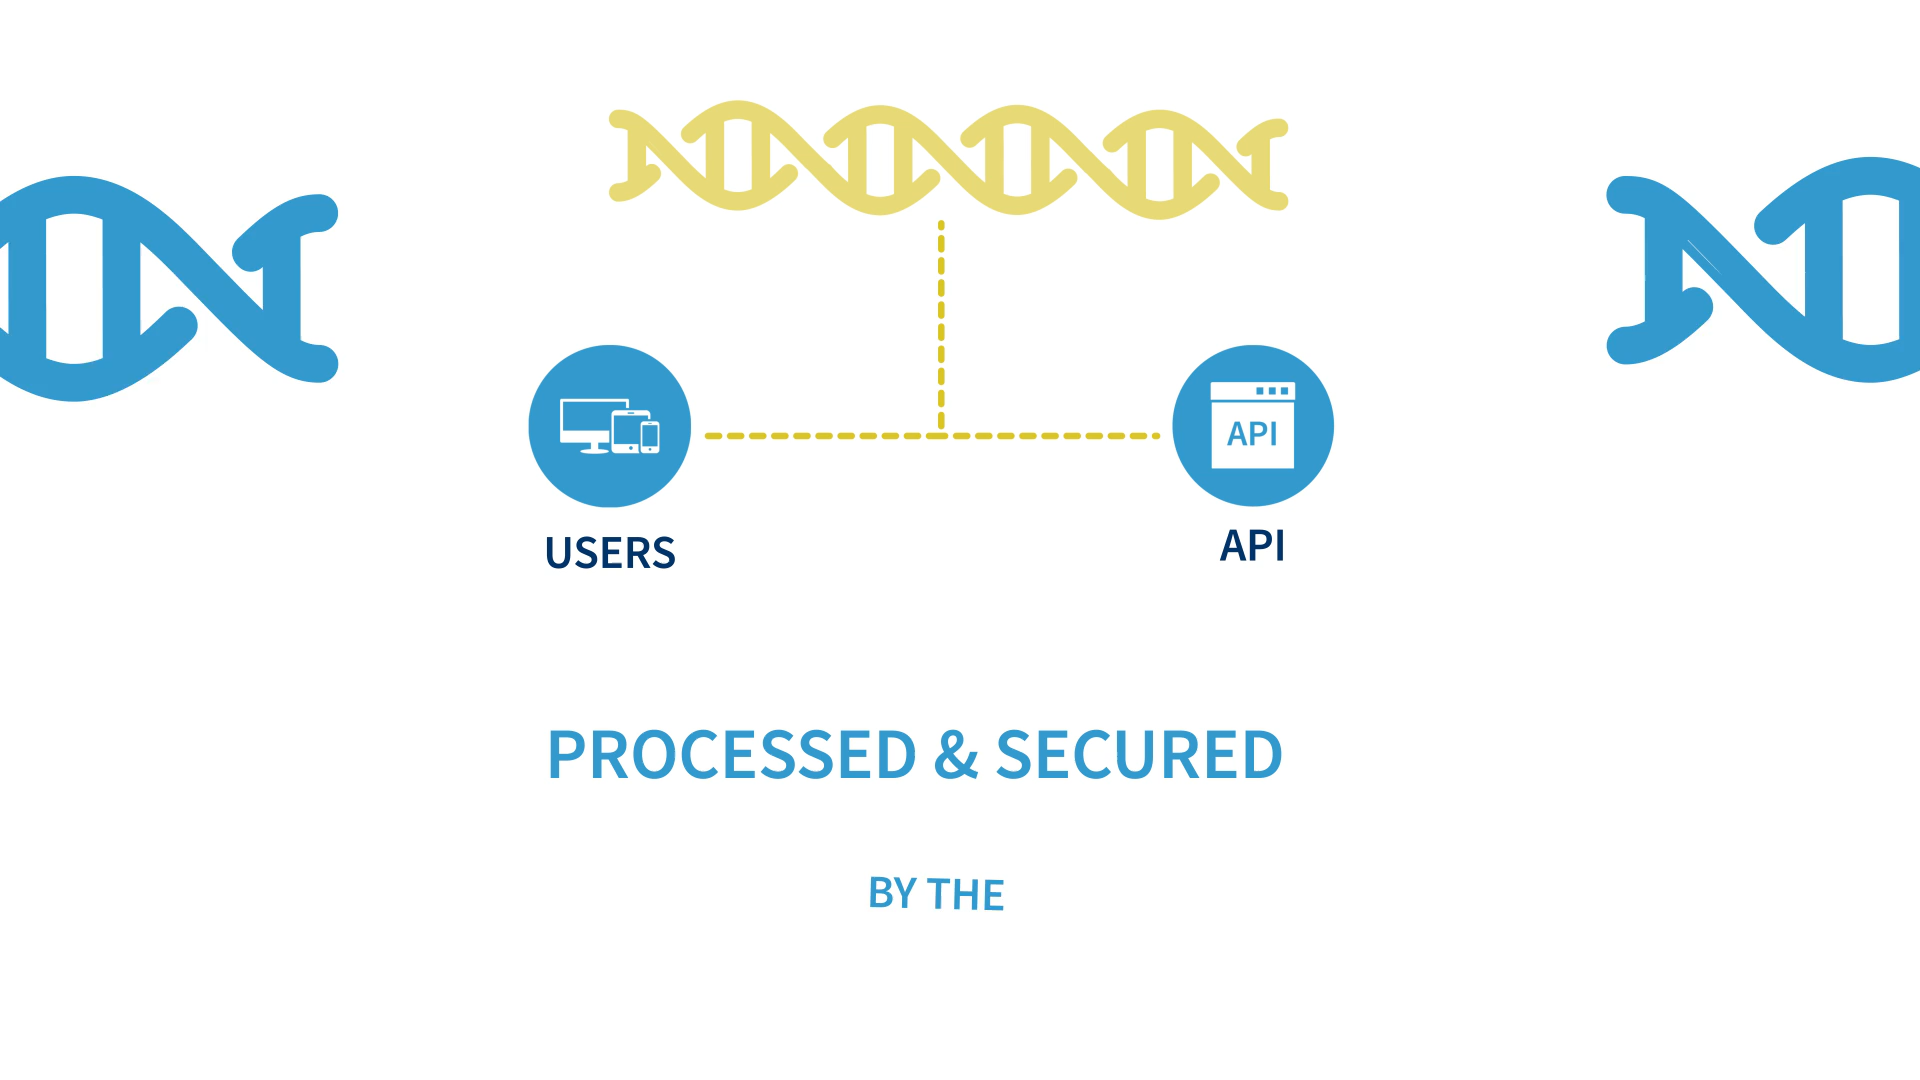 API
USERS
API
PROCESSED & SECURED
BY THE